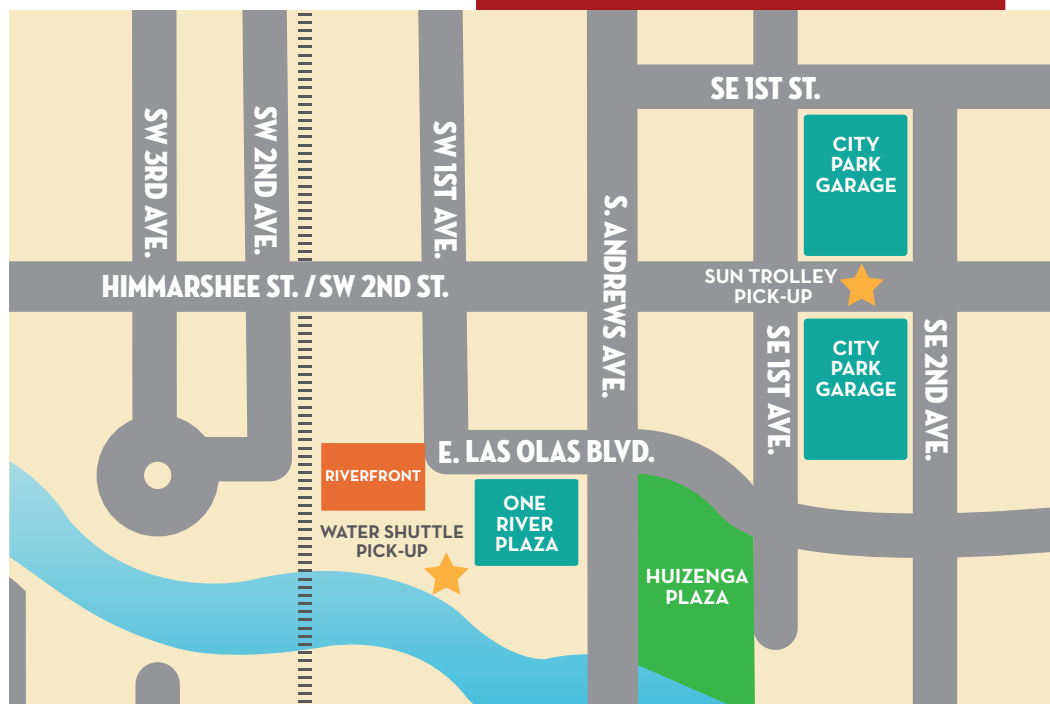 SE 1ST ST.
SW 3RD AVE.
SW 2ND AVE.
SW 1ST AVE.
CITY
PARK
GARAGE
S. ANDREWS AVE.
HIMMARSHEE ST. / SW 2ND ST.
SUN TROLLEY
PICK-UP
SE 1ST AVE.
CITY
PARK
GARAGE
SE 2ND AVE.
E. LAS OLAS BLVD.
RIVERFRONT
ONE
RIVER
PLAZA
WATER SHUTTLE
PICK-UP
HUIZENGA
PLAZA